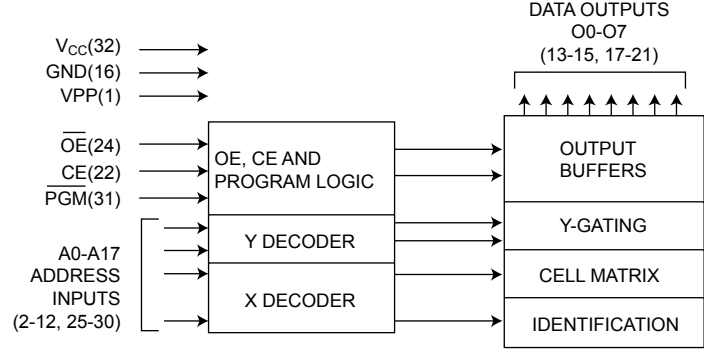 DATA OUTPUTS
O0-O7
(13-15, 17-21)
VCC(32)
GND(16)
VPP(1)
OE(24)
CE(22)
PGM(31)
OE, CE AND
PROGRAM LOGIC
OUTPUT
BUFFERS
A0-A17
ADDRESS
INPUTS
(2-12, 25-30)
Y DECODER
X DECODER
Y-GATING
CELL MATRIX
IDENTIFICATION